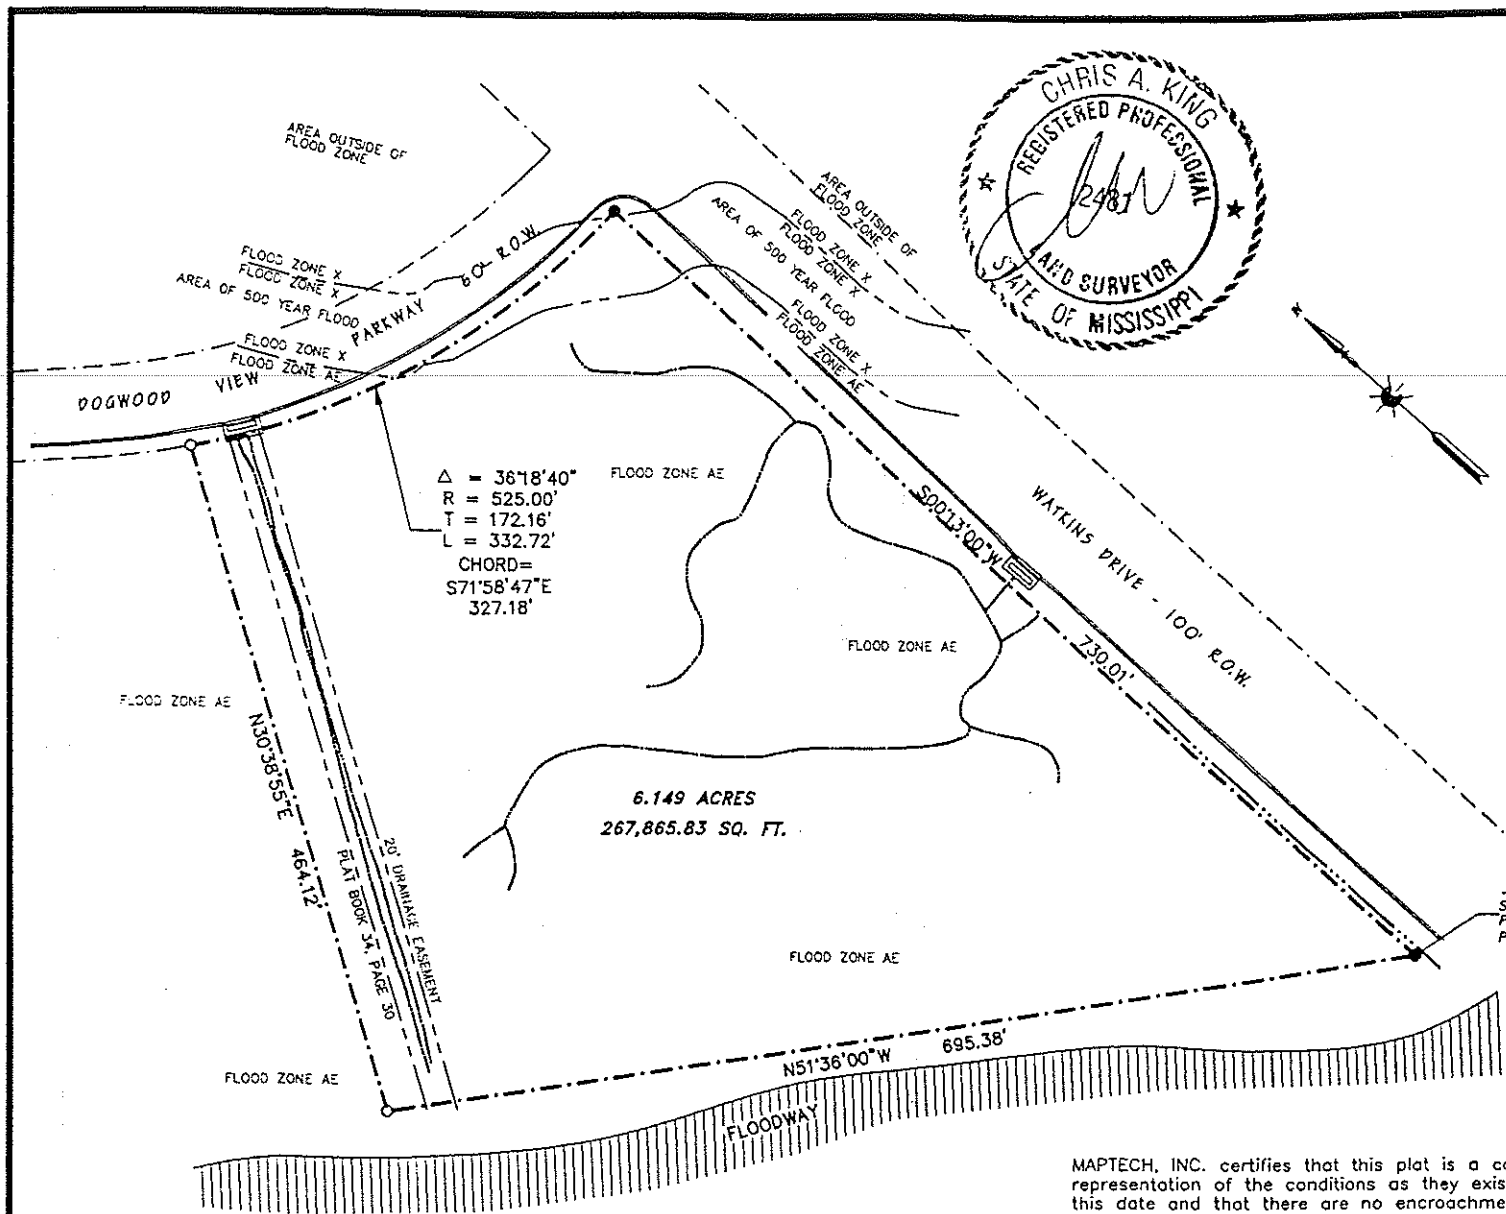 CHRIS A. KING
REGISTERED PROFESSIONAL
2481
LAND SURVEYOR
STATE OF MISSISSIPPI
AREA OUTSIDE OF
FLOOD ZONE
AREA OUTSIDE OF
FLOOD ZONE
FLOOD ZONE X
FLOOD ZONE X
AREA OF 500 YEAR FLOOD
FLOOD ZONE X
FLOOD ZONE AE
FLOOD ZONE X
FLOOD ZONE X
AREA OF 500 YEAR FLOOD
FLOOD ZONE X
FLOOD ZONE AE
DOGWOOD VIEW PARKWAY 60' R.O.W.
Δ = 36°18'40"
R = 525.00'
T = 172.16'
L = 332.72'
CHORD=
S71°58'47"E
327.18'
FLOOD ZONE AE
S00°13'00"W 730.01'
WATKINS DRIVE - 100' R.O.W.
FLOOD ZONE AE
FLOOD ZONE AE
N30°38'55"E 464.12'
PLAT BOOK 34, PAGE 30
20' DRAINAGE EASEMENT
6.149 ACRES
267,865.83 SQ. FT.
FLOOD ZONE AE
FLOOD ZONE AE
N51°36'00"W 695.38'
FLOODWAY
S
P
P
MAPTECH, INC. certifies that this plat is a co
representation of the conditions as they exis
this date and that there are no encroachme